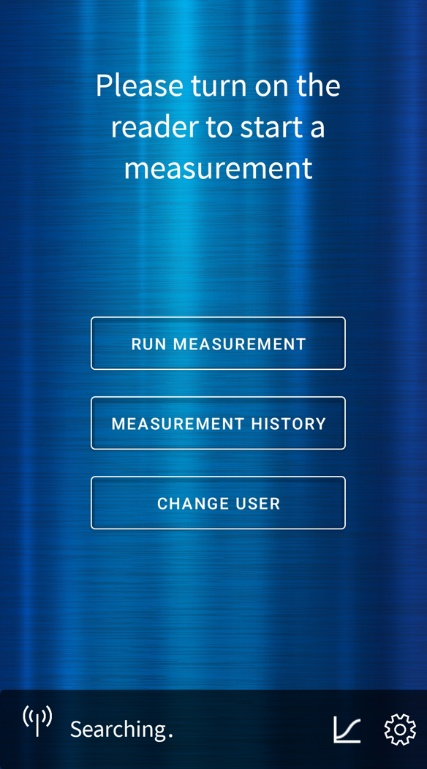 Please turn on the
reader to start a
measurement
RUN MEASUREMENT
MEASUREMENT HISTORY
CHANGE USER
Searching.